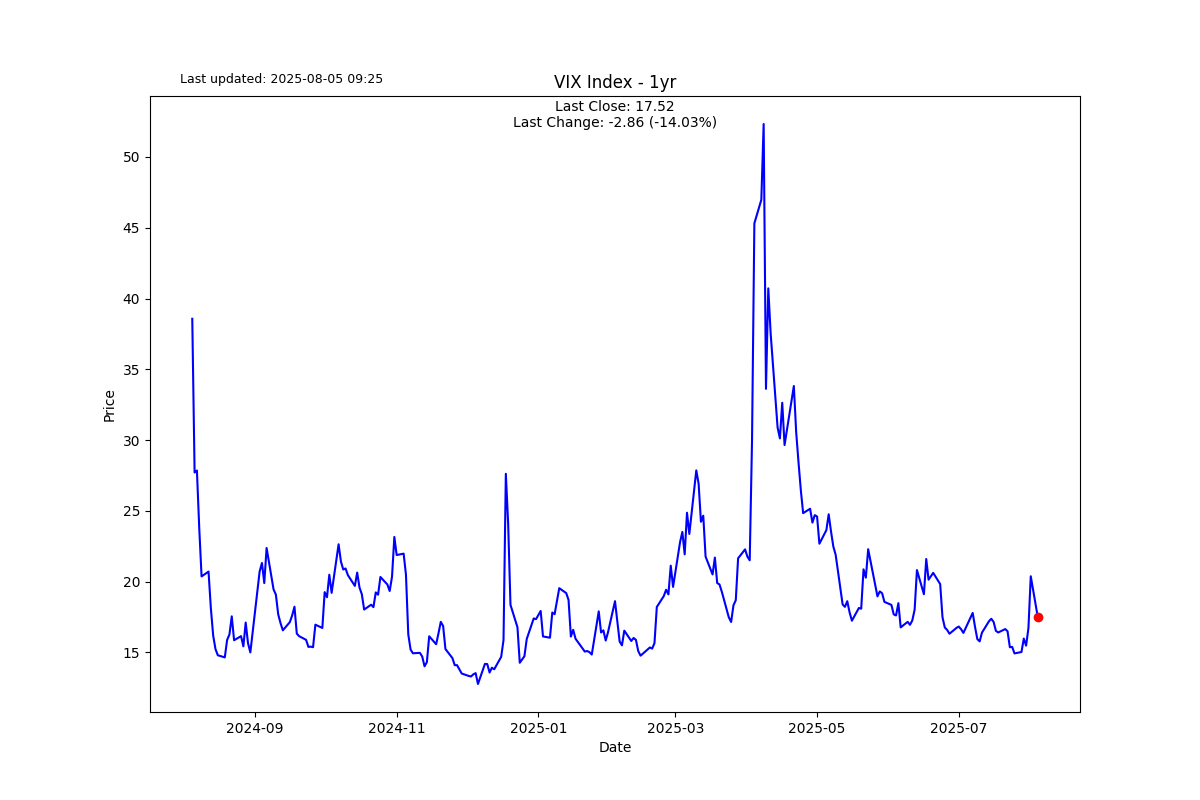 Last updated: 2025-08-05 09:25
VIX Index - 1yr
Last Close: 17.52
Last Change: -2.86 (-14.03%)
Price
50
45
40
35
30
25
20
15
2024-09
2024-11
2025-01
2025-03
2025-05
2025-07
Date